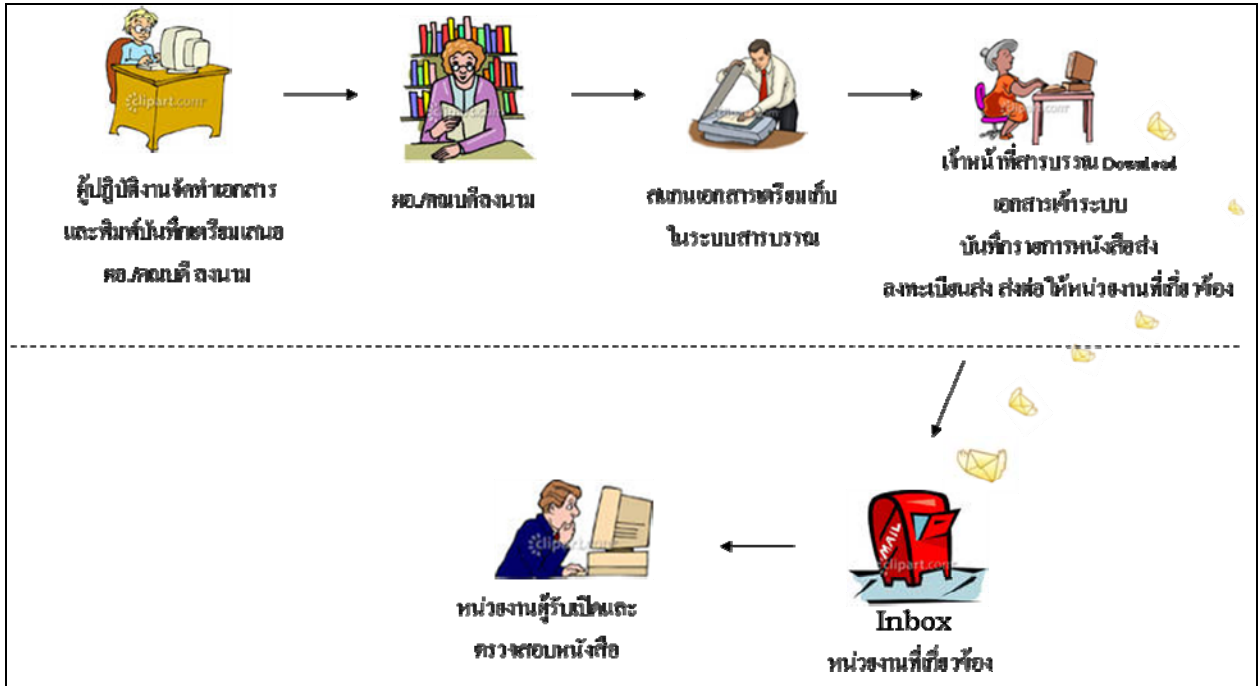 ผู้ปฏิบัติงานจัดทำเอกสาร
และพิมพ์บันทึกเตรียมเสนอ
ผอ./คณบดี ลงนาม
ผอ./คณบดีลงนาม
สแกนเอกสารเตรียมเก็บ
ในระบบสารบรรณ
เจ้าหน้าที่สารบรรณ Download
เอกสารเข้าระบบ
บันทึกรายการหนังสือส่ง
ลงทะเบียนส่ง ส่งต่อให้หน่วยงานที่เกี่ยวข้อง
MAIL
Inbox
หน่วยงานที่เกี่ยวข้อง
หน่วยงานผู้รับเปิดและ
ตรวจสอบหนังสือ
clipart.com
clipart.com
clipart.com
clipart.com